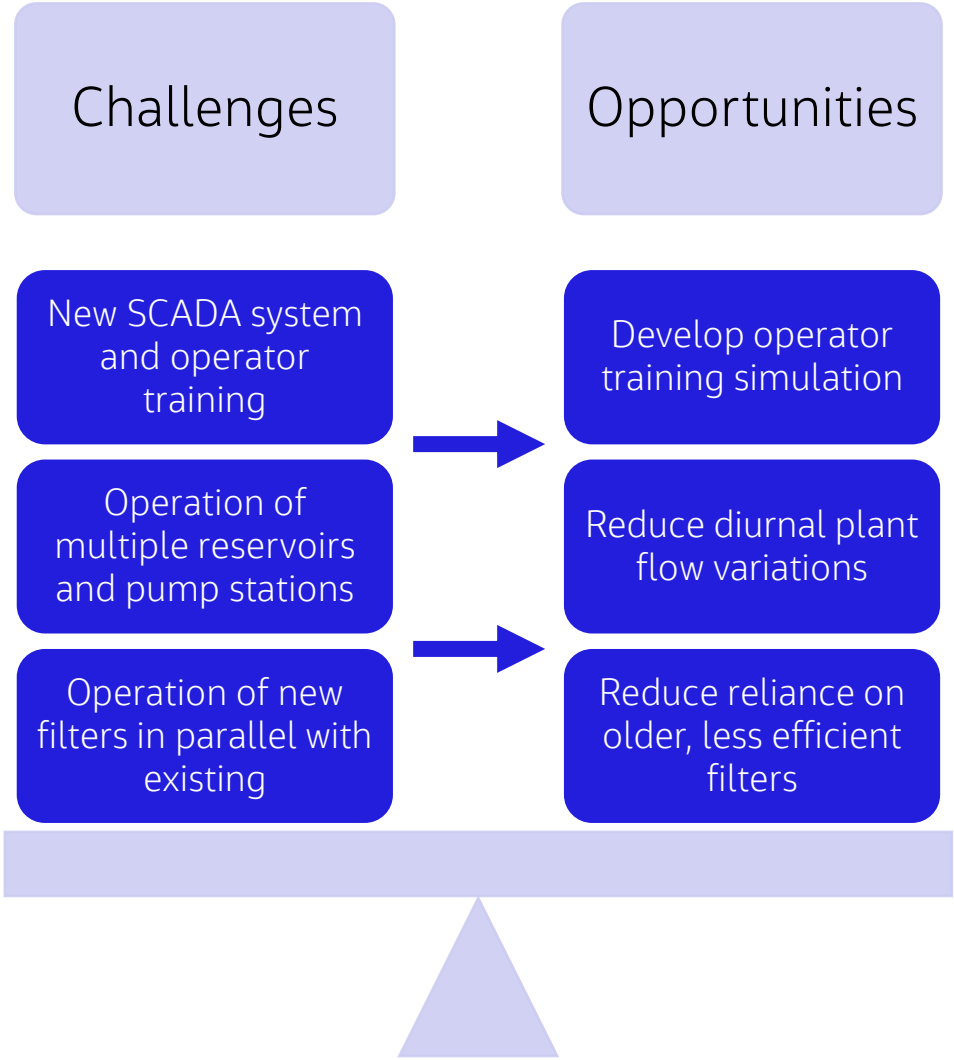 Challenges
Opportunities
New SCADA system
and operator
training
Develop operator
training simulation
Operation of
multiple reservoirs
and pump stations
Reduce diurnal plant
flow variations
Operation of new
filters in parallel with
existing
Reduce reliance on
older, less efficient
filters